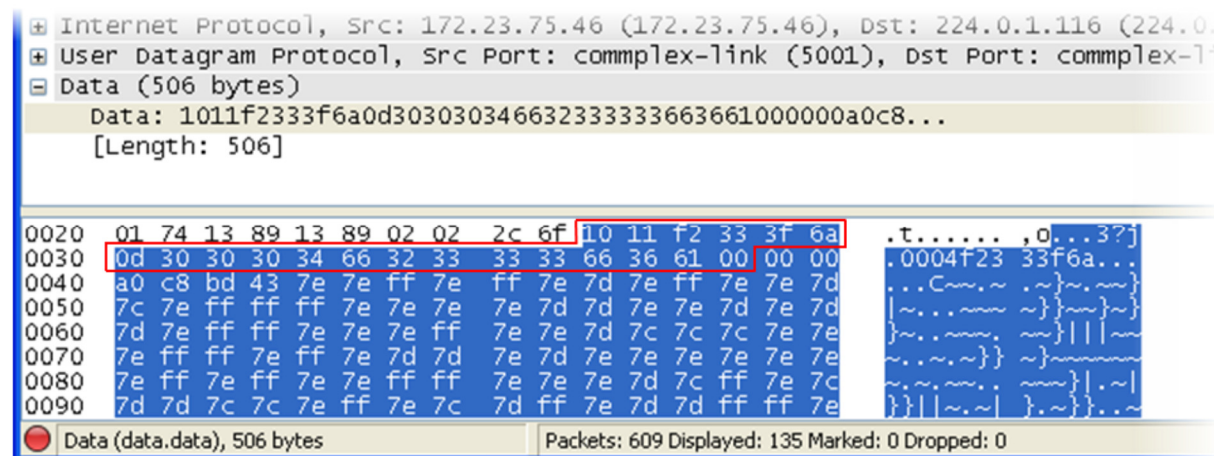 Internet Protocol, Src: 172.23.75.46 (172.23.75.46), Dst: 224.0.1.116 (224.0.
User Datagram Protocol, Src Port: commplex-link (5001), Dst Port: commplex-l
Data (506 bytes)
Data: 1011f2333f6a0d30303034663233333366366​1000000a0c8...
[Length: 506]
0020 01 74 13 89 13 89 02 02 2c 6f 10 11 f2 33 3f 6a .t...... ,o...3?j
0030 0d 30 30 30 34 66 32 33 33 33 66 36 61 00 00 00 .0004f23 33f6a...
0040 a0 c8 bd 43 7e 7e ff 7e ff 7e 7d 7e ff 7e 7e 7d ...C~~.~ .~}~.~~}
0050 7c 7e ff ff ff 7e 7e 7e 7e 7d 7d 7e 7e 7d 7e 7d |~...~~~ ~}}~~}~}
0060 7d 7e ff ff 7e 7e 7e ff 7e 7e 7d 7c 7c 7c 7e 7e }~..~~~. ~~}|||~~
0070 7e ff ff 7e ff 7e 7d 7d 7e 7d 7e 7e 7e 7e 7e 7e ~..~.~}} ~}~~~~~~
0080 7e ff 7e ff 7e 7e ff ff 7e 7e 7e 7d 7c ff 7e 7c ~.~.~~.. ~~~}|.~|
0090 7d 7d 7c 7c 7e ff 7e 7c 7d ff 7e 7d 7d ff ff 7e }}||~.~| }.~}}..~
Data (data.data), 506 bytes Packets: 609 Displayed: 135 Marked: 0 Dropped: 0